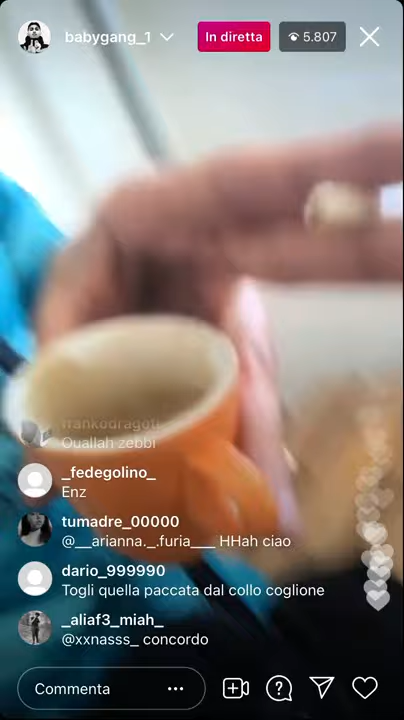 babygang_1
In diretta
5.807
frankodragott
Ouallah zebbi
_fedegolino_
Enz
tumadre_00000
@__arianna._.furia___ HHah ciao
dario_999990
Togli quella paccata dal collo coglione
_aliaf3_miah_
@xxnasss_ concordo
Commenta